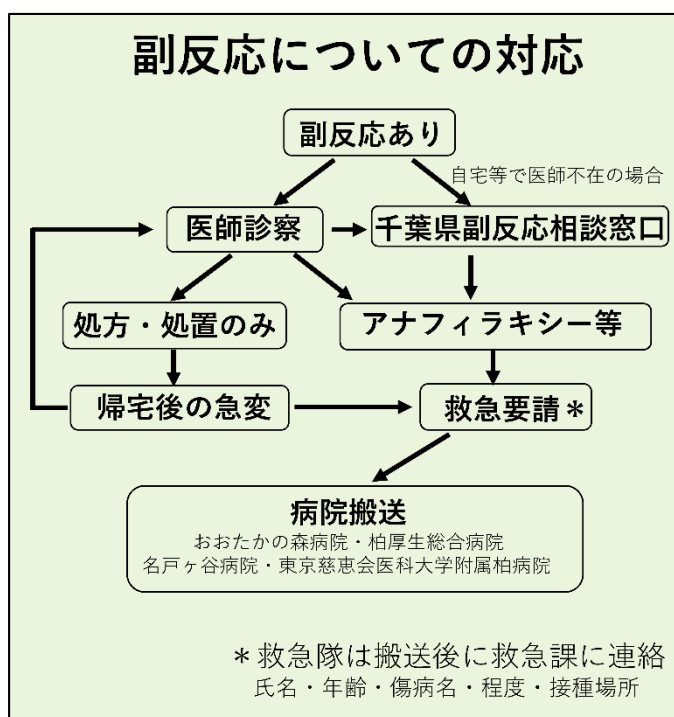 副反応についての対応
副反応あり
自宅等で医師不在の場合
医師診察
千葉県副反応相談窓口
処方・処置のみ
アナフィラキシー等
帰宅後の急変
救急要請＊
病院搬送
おおたかの森病院・柏厚生総合病院
名戸ヶ谷病院・東京慈恵会医科大学附属柏病院
＊救急隊は搬送後に救急課に連絡
氏名・年齢・傷病名・程度・接種場所